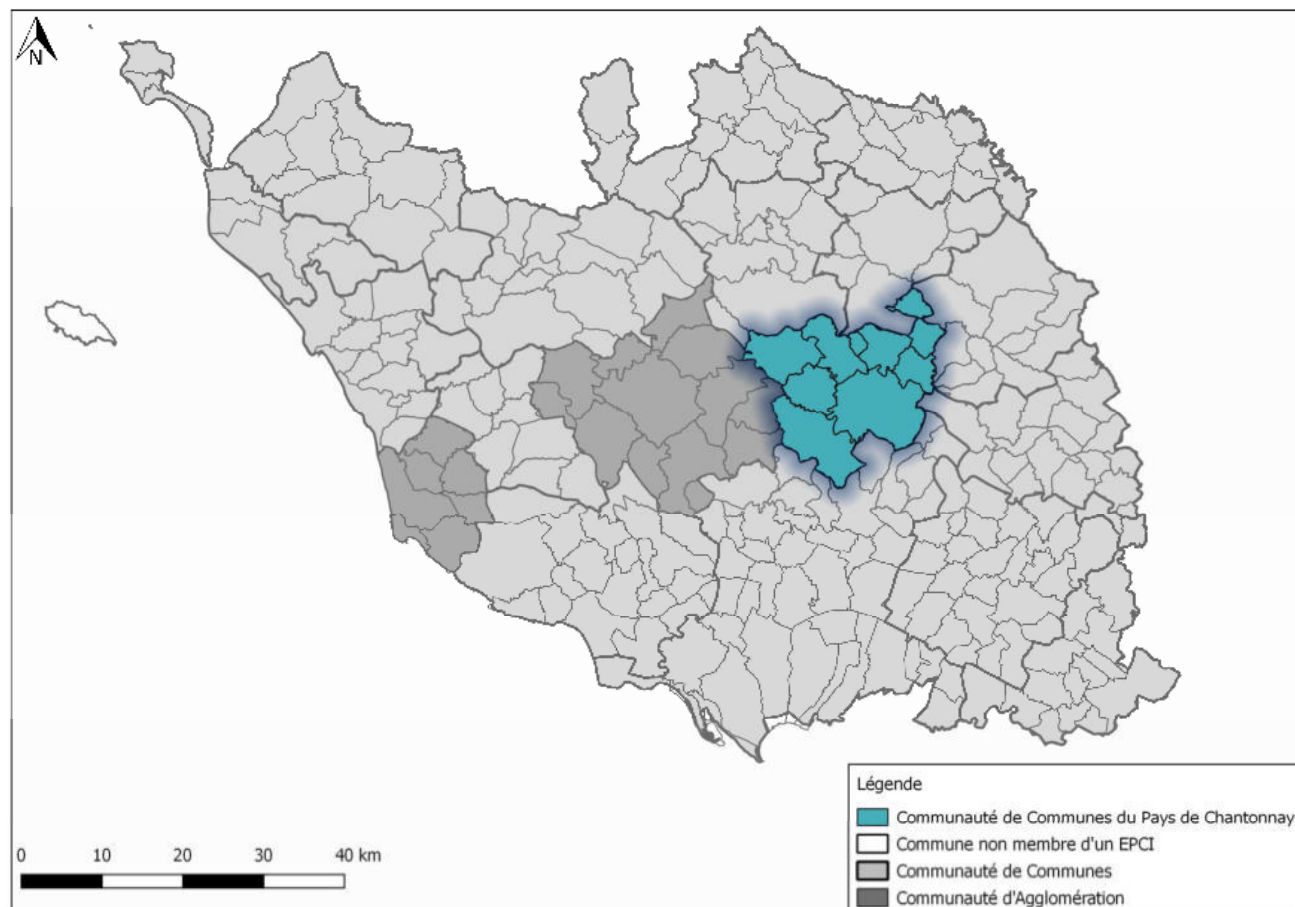 N
Légende
Communauté de Communes du Pays de Chantonnay
Commune non membre d'un EPCI
Communauté de Communes
Communauté d'Agglomération
0 10 20 30 40 km